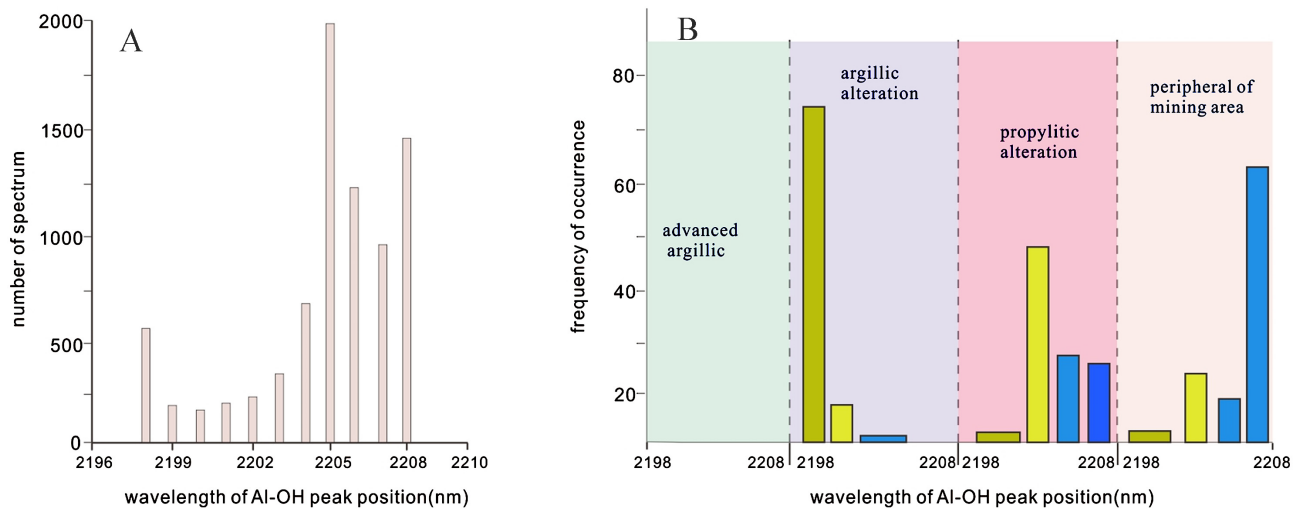 A
number of spectrum
2000
1500
1000
500
0
2196 2199 2202 2205 2208 2210
wavelength of Al-OH peak position(nm)
B
frequency of occurrence
80
60
40
20
advanced
argillic
argillic
alteration
propylitic
alteration
peripheral of
mining area
2198 2208 2198 2208 2198 2208 2198 2208
wavelength of Al-OH peak position(nm)